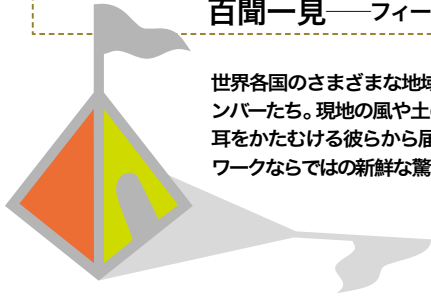 百聞一見──フィー
世界各国のさまざまな地域
ンバーたち。現地の風や土の
耳をかたむける彼らから届
ワークならではの新鮮な驚